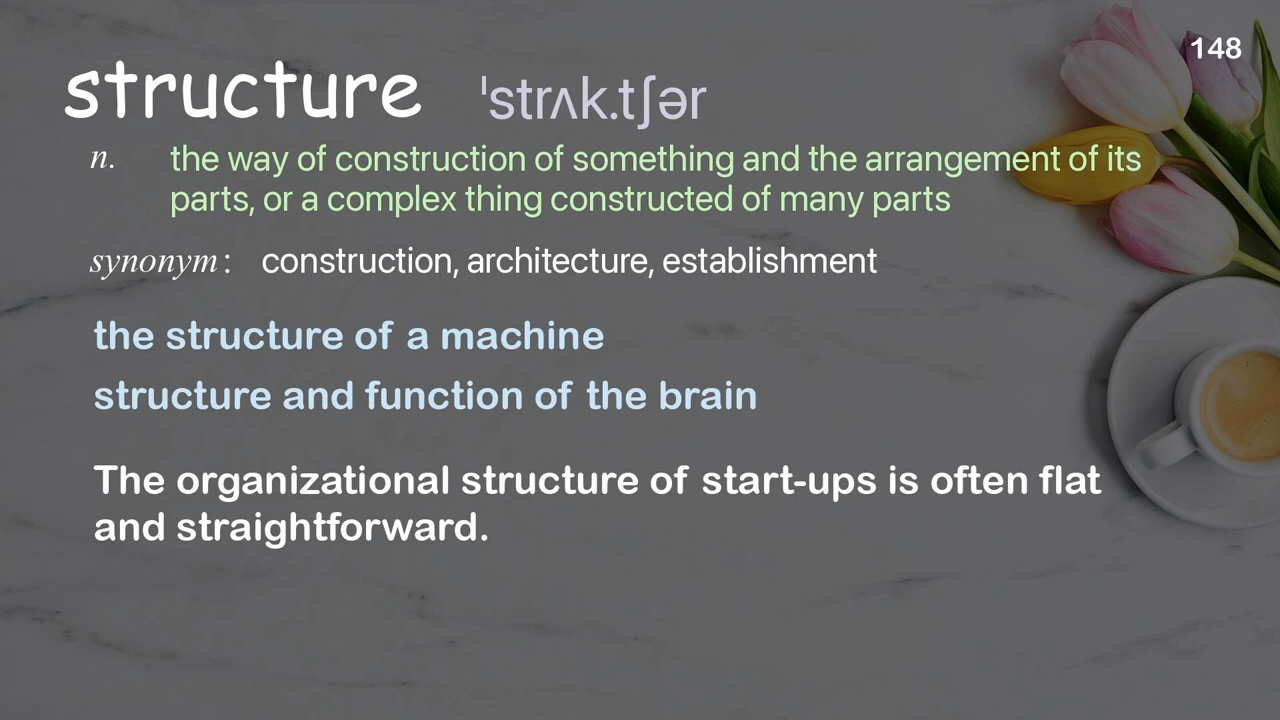 148
structure ˈstrʌk.tʃər
n. the way of construction of something and the arrangement of its
parts, or a complex thing constructed of many parts
synonym : construction, architecture, establishment
the structure of a machine
structure and function of the brain
The organizational structure of start-ups is often flat
and straightforward.